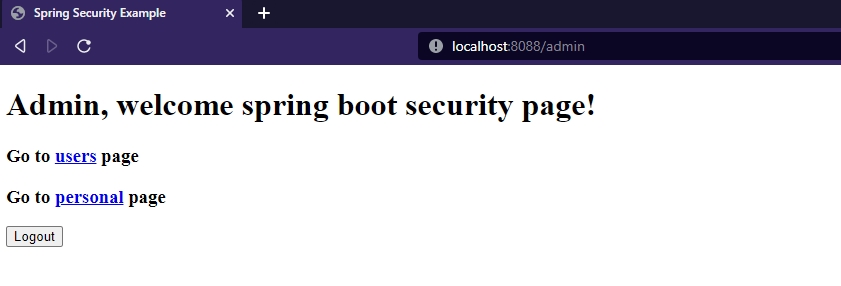 Spring Security Example
localhost:8088/admin
Admin, welcome spring boot security page!
Go to users page
Go to personal page
Logout